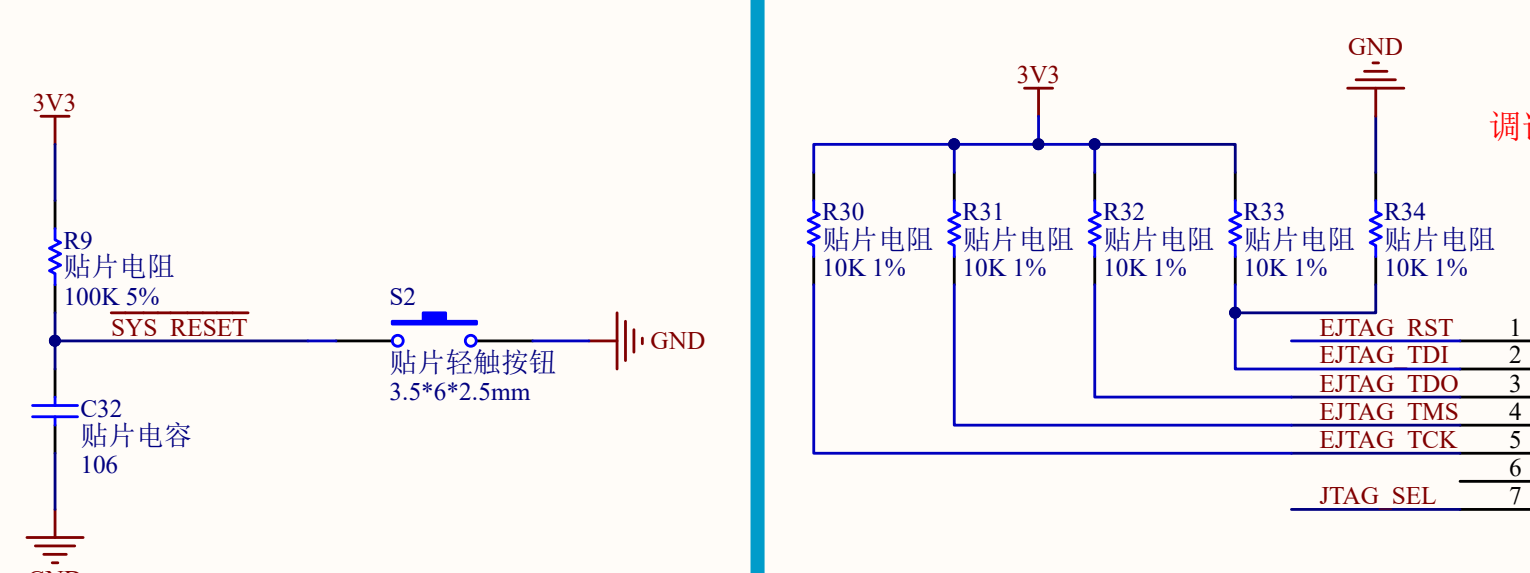 3V3
R9
贴片电阻
100K 5%
SYS_RESET
S2
贴片轻触按钮
3.5*6*2.5mm
GND
C32
贴片电容
106
GND
3V3
GND
R30
贴片电阻
10K 1%
R31
贴片电阻
10K 1%
R32
贴片电阻
10K 1%
R33
贴片电阻
10K 1%
R34
贴片电阻
10K 1%
调
EJTAG_RST 1
EJTAG_TDI 2
EJTAG_TDO 3
EJTAG_TMS 4
EJTAG_TCK 5
6
JTAG_SEL 7